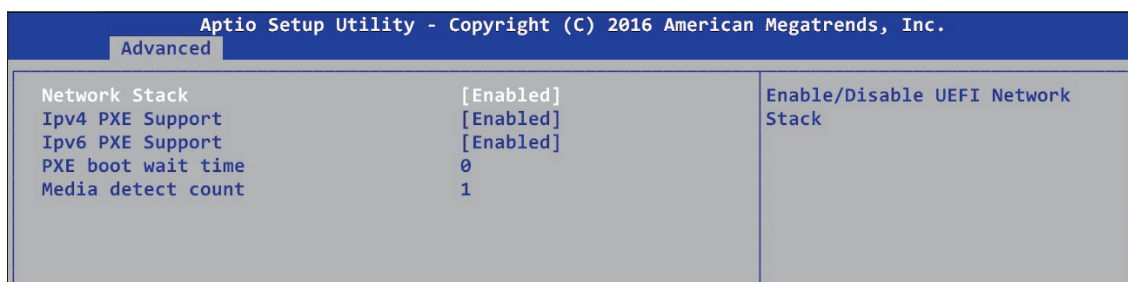 Aptio Setup Utility - Copyright (C) 2016 American Megatrends, Inc.
Advanced
Network Stack [Enabled] Enable/Disable UEFI Network
Ipv4 PXE Support [Enabled] Stack
Ipv6 PXE Support [Enabled]
PXE boot wait time 0
Media detect count 1